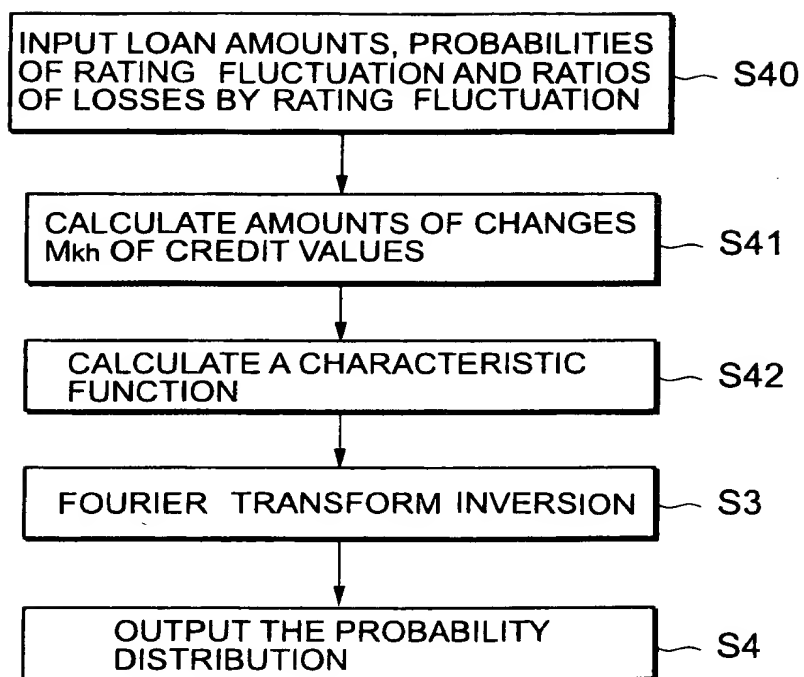 INPUT LOAN AMOUNTS, PROBABILITIES
OF RATING FLUCTUATION AND RATIOS
OF LOSSES BY RATING FLUCTUATION
S40
CALCULATE AMOUNTS OF CHANGES
Mkh OF CREDIT VALUES
S41
CALCULATE A CHARACTERISTIC
FUNCTION
S42
FOURIER TRANSFORM INVERSION
S3
OUTPUT THE PROBABILITY
DISTRIBUTION
S4